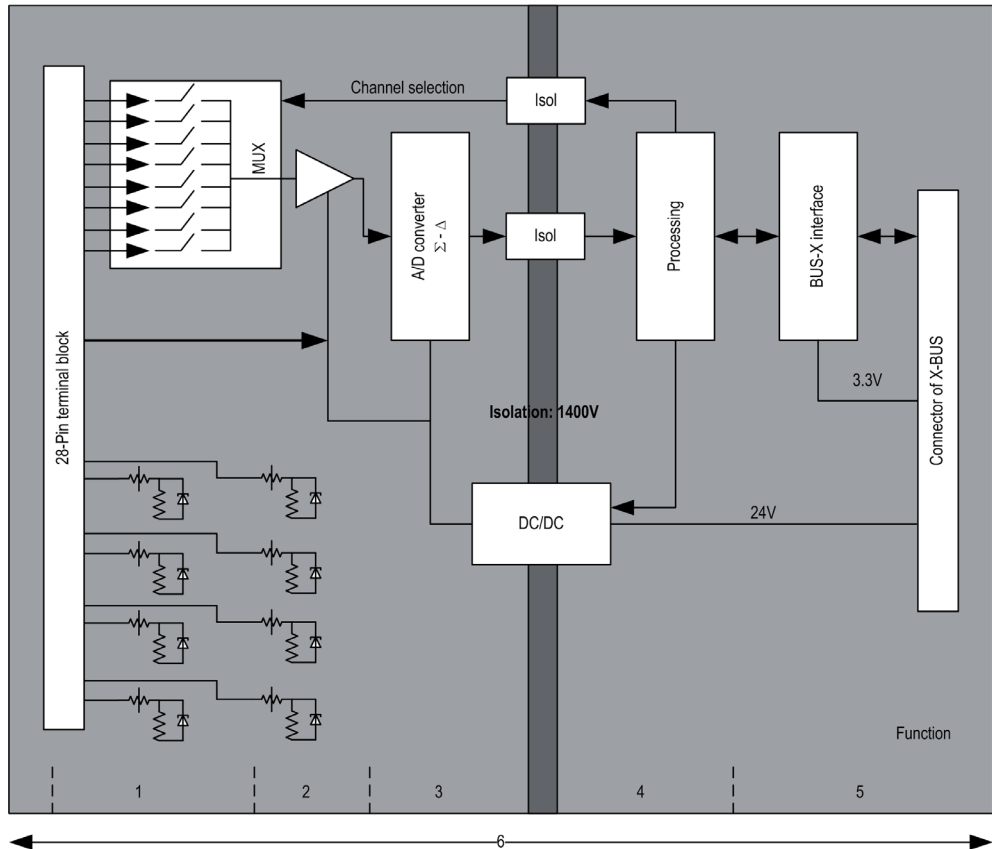 Channel selection
Isol
MUX
28-Pin terminal block
A/D converter
Σ - Δ
Isol
Processing
BUS-X interface
Connector of X-BUS
3.3V
Isolation: 1400V
DC/DC
24V
Function
1
2
3
4
5
6